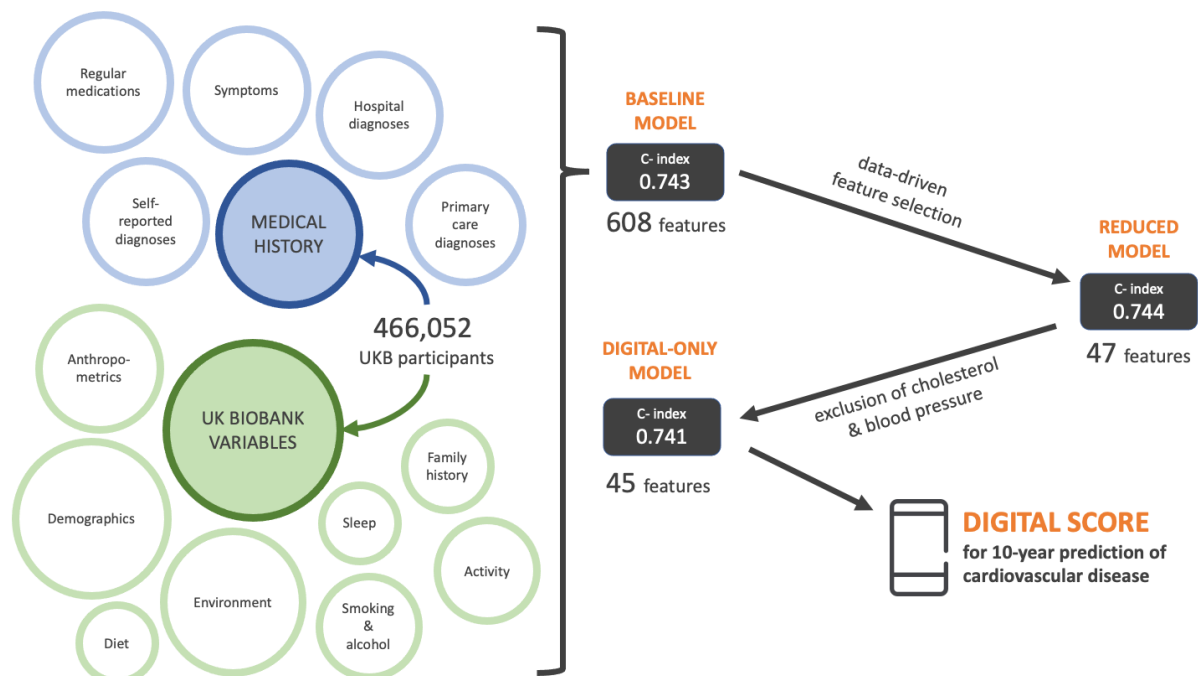 Regular
medications
Symptoms
Hospital
diagnoses
Self-
reported
diagnoses
MEDICAL
HISTORY
Primary
care
diagnoses
466,052
UKB participants
Anthropo-
metrics
UK BIOBANK
VARIABLES
Family
history
Demographics
Sleep
Activity
Environment
Smoking
&
alcohol
Diet
BASELINE
MODEL
C- index
0.743
608 features
data-driven
feature selection
REDUCED
MODEL
C- index
0.744
47 features
exclusion of cholesterol
& blood pressure
DIGITAL-ONLY
MODEL
C- index
0.741
45 features
DIGITAL SCORE
for 10-year prediction of
cardiovascular disease